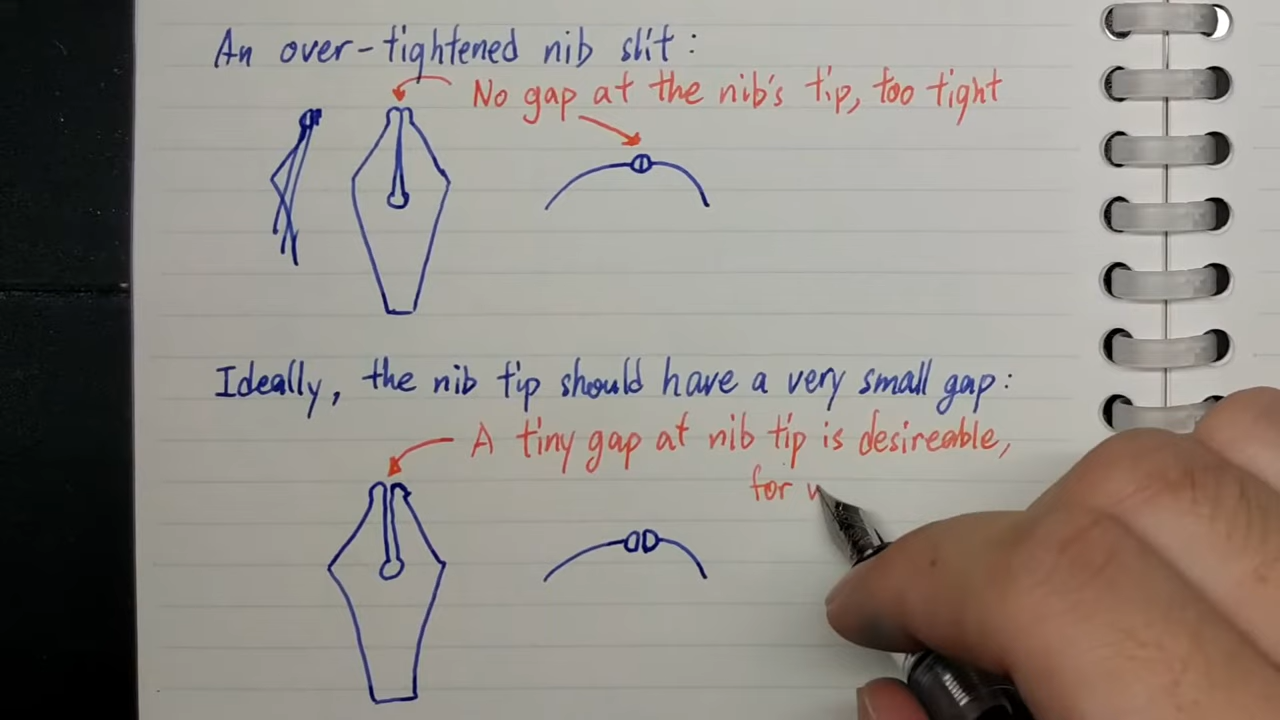 An over-tightened nib slit:
No gap at the nib's tip, too tight
Ideally, the nib tip should have a very small gap:
A tiny gap at nib tip is desireable,
for